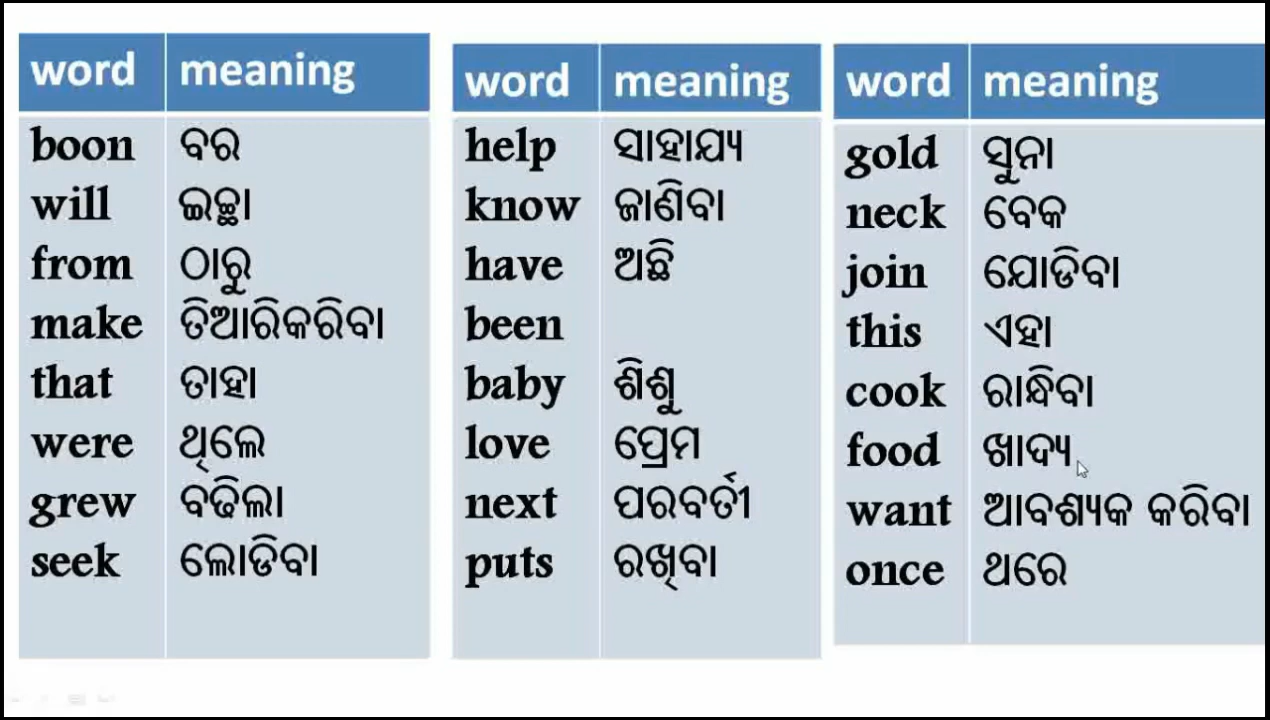 word meaning
boon ବର
will ଇଚ୍ଛା
from ଠାରୁ
make ତିଆରିକରିବା
that ତାହା
were ଥିଲେ
grew ବଢିଲା
seek ଲୋଡିବା
word meaning
help ସାହାଯ୍ୟ
know ଜାଣିବା
have ଅଛି
been
baby ଶିଶୁ
love ପ୍ରେମ
next ପରବର୍ତୀ
puts ରଖିବା
word meaning
gold ସୁନା
neck ବେକ
join ଯୋଡିବା
this ଏହା
cook ରାନ୍ଧିବା
food ଖାଦ୍ୟ
want ଆବଶ୍ୟକ କରିବା
once ଥରେ